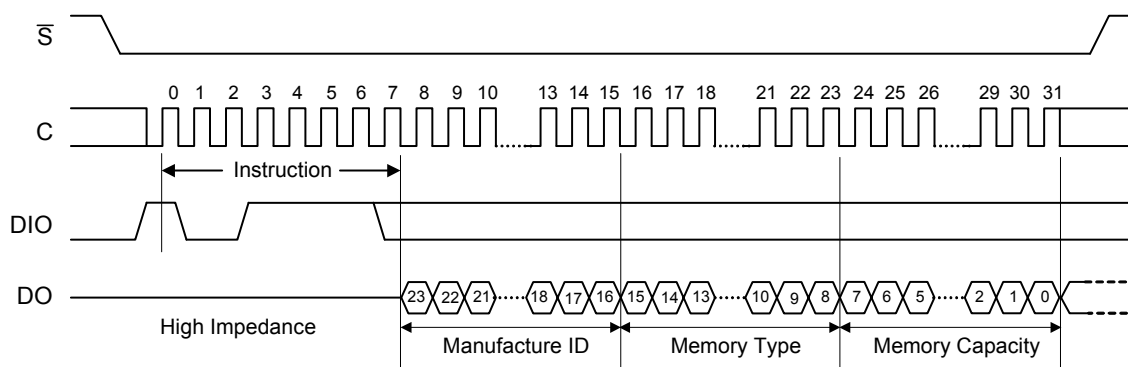 S
0 1 2 3 4 5 6 7 8 9 10 13 14 15 16 17 18 21 22 23 24 25 26 29 30 31
C
Instruction
DIO
DO
23 22 21 18 17 16 15 14 13 10 9 8 7 6 5 2 1 0
High Impedance
Manufacture ID
Memory Type
Memory Capacity